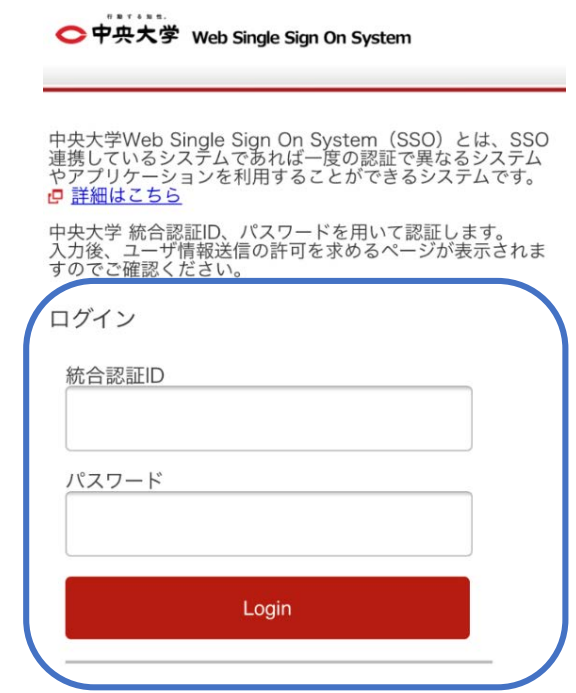 行動する知性。
中央大学 Web Single Sign On System
中央大学Web Single Sign On System（SSO）とは、SSO
連携しているシステムであれば一度の認証で異なるシステム
やアプリケーションを利用することができるシステムです。
詳細はこちら
中央大学 統合認証ID、パスワードを用いて認証します。
入力後、ユーザ情報送信の許可を求めるページが表示されま
すのでご確認ください。
ログイン
統合認証ID
パスワード
Login